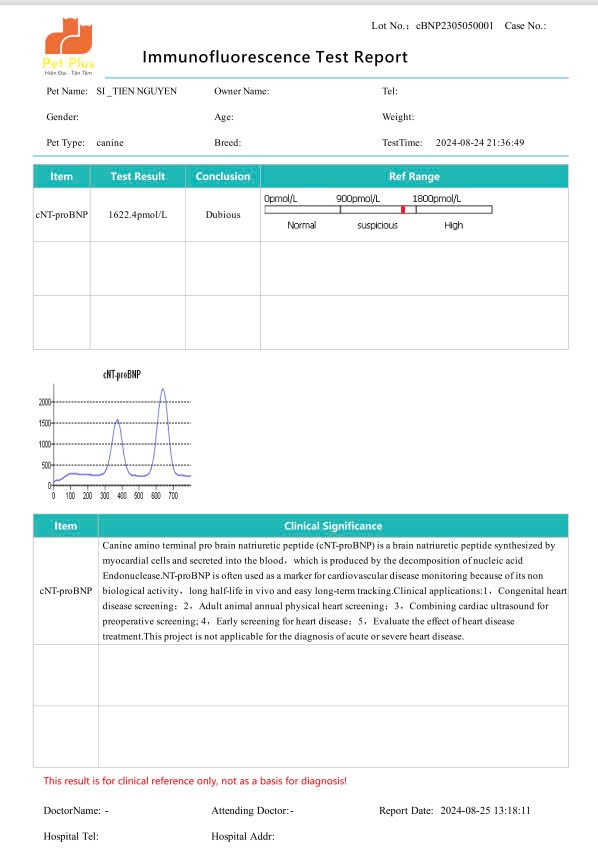 Lot No.: cBNP2305050001 Case No.:
Pet Plus
Hiện Đại - Tận Tâm
Immunofluorescence Test Report
Pet Name: SI_TIEN NGUYEN Owner Name: Tel:
Gender: Age: Weight:
Pet Type: canine Breed: TestTime: 2024-08-24 21:36:49
Item Test Result Conclusion Ref Range
cNT-proBNP 1622.4pmol/L Dubious
0pmol/L 900pmol/L 1800pmol/L
Normal suspicious High
cNT-proBNP
2000
1500
1000
500
0
0 100 200 300 400 500 600 700
Item Clinical Significance
cNT-proBNP
Canine amino terminal pro brain natriuretic peptide (cNT-proBNP) is a brain natriuretic peptide synthesized by
myocardial cells and secreted into the blood, which is produced by the decomposition of nucleic acid
Endonuclease.NT-proBNP is often used as a marker for cardiovascular disease monitoring because of its non
biological activity, long half-life in vivo and easy long-term tracking.Clinical applications:1, Congenital heart
disease screening; 2, Adult animal annual physical heart screening; 3, Combining cardiac ultrasound for
preoperative screening; 4, Early screening for heart disease; 5, Evaluate the effect of heart disease
treatment.This project is not applicable for the diagnosis of acute or severe heart disease.
This result is for clinical reference only, not as a basis for diagnosis!
DoctorName: - Attending Doctor:- Report Date: 2024-08-25 13:18:11
Hospital Tel: Hospital Addr: